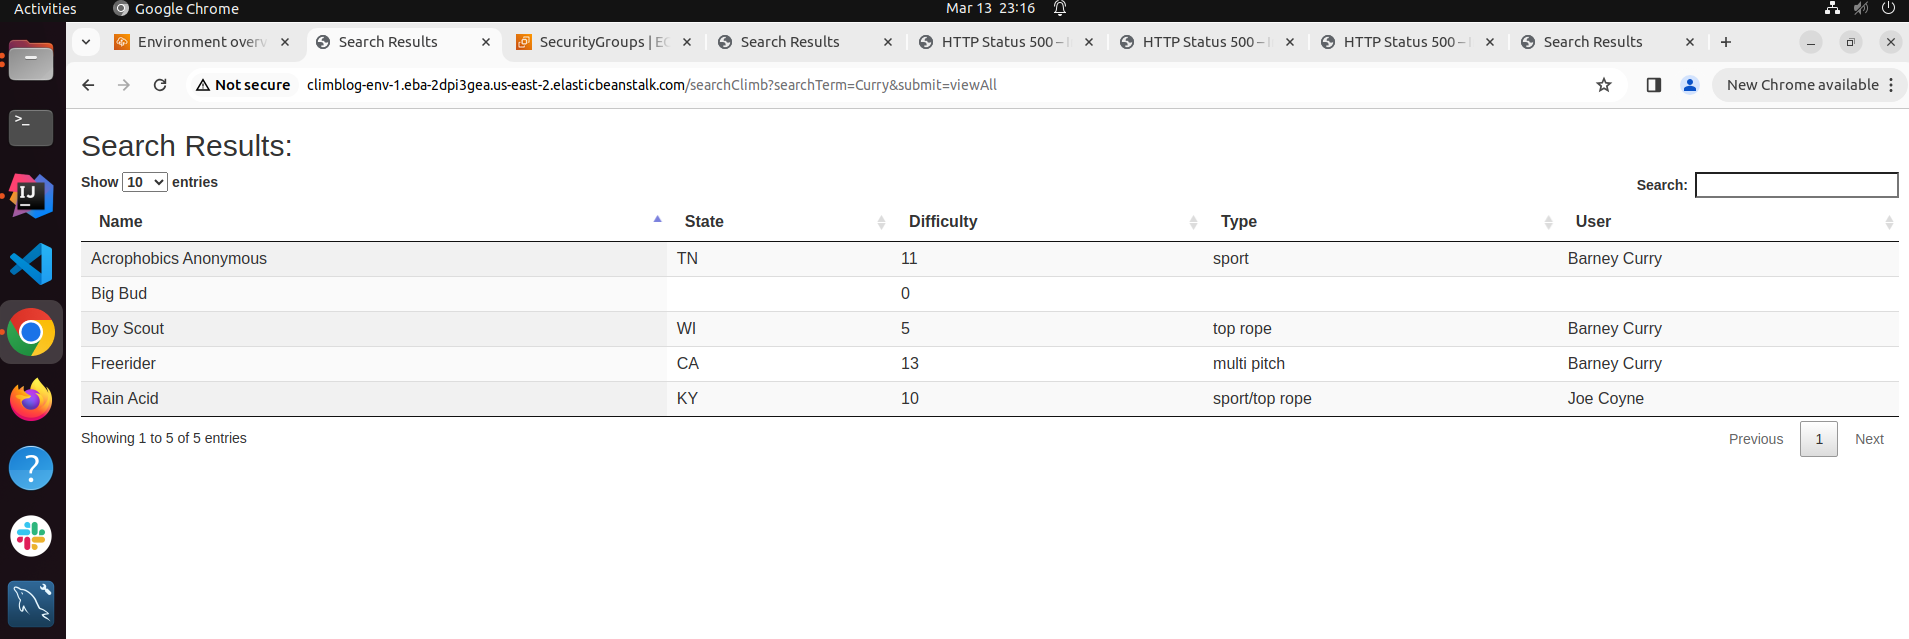 Activities Google Chrome Mar 13 23:16
Environment overv Search Results SecurityGroups | EC Search Results HTTP Status 500 – HTTP Status 500 – HTTP Status 500 – Search Results
Not secure climblog-env-1.eba-2dpi3gea.us-east-2.elasticbeanstalk.com/searchClimb?searchTerm=Curry&submit=viewAll New Chrome available
Search Results:
Show 10 entries Search:
Name State Difficulty Type User
Acrophobics Anonymous TN 11 sport Barney Curry
Big Bud 0
Boy Scout WI 5 top rope Barney Curry
Freerider CA 13 multi pitch Barney Curry
Rain Acid KY 10 sport/top rope Joe Coyne
Showing 1 to 5 of 5 entries Previous 1 Next
>_
IJ
?